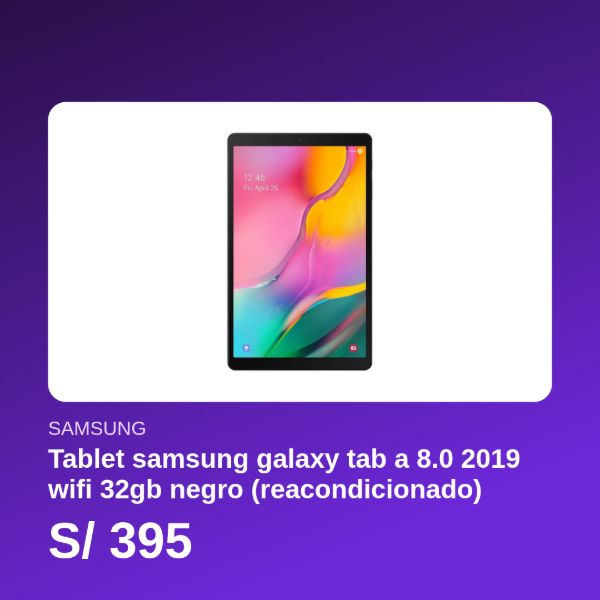 12:45
Fri, April 26
SAMSUNG
Tablet samsung galaxy tab a 8.0 2019
wifi 32gb negro (reacondicionado)
S/ 395